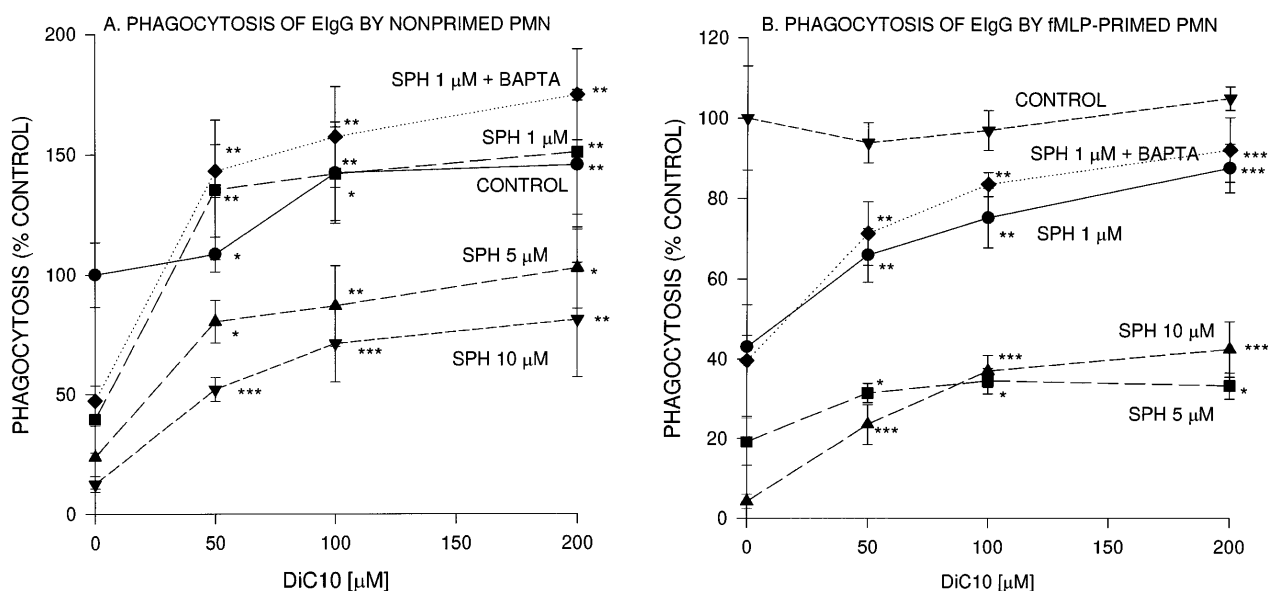 A. PHAGOCYTOSIS OF EIgG BY NONPRIMED PMN
PHAGOCYTOSIS (% CONTROL)
200
150
100
50
0
SPH 1 µM + BAPTA
**
**
**
SPH 1 µM
**
**
**
**
CONTROL
*
*
SPH 5 µM
*
**
*
**
SPH 10 µM
***
***
0 50 100 150 200
DiC10 [µM]
B. PHAGOCYTOSIS OF EIgG BY fMLP-PRIMED PMN
PHAGOCYTOSIS (% CONTROL)
120
100
80
60
40
20
0
CONTROL
SPH 1 µM + BAPTA
***
***
**
**
SPH 1 µM
**
**
SPH 10 µM
***
***
*
*
*
SPH 5 µM
***
0 50 100 150 200
DiC10 [µM]